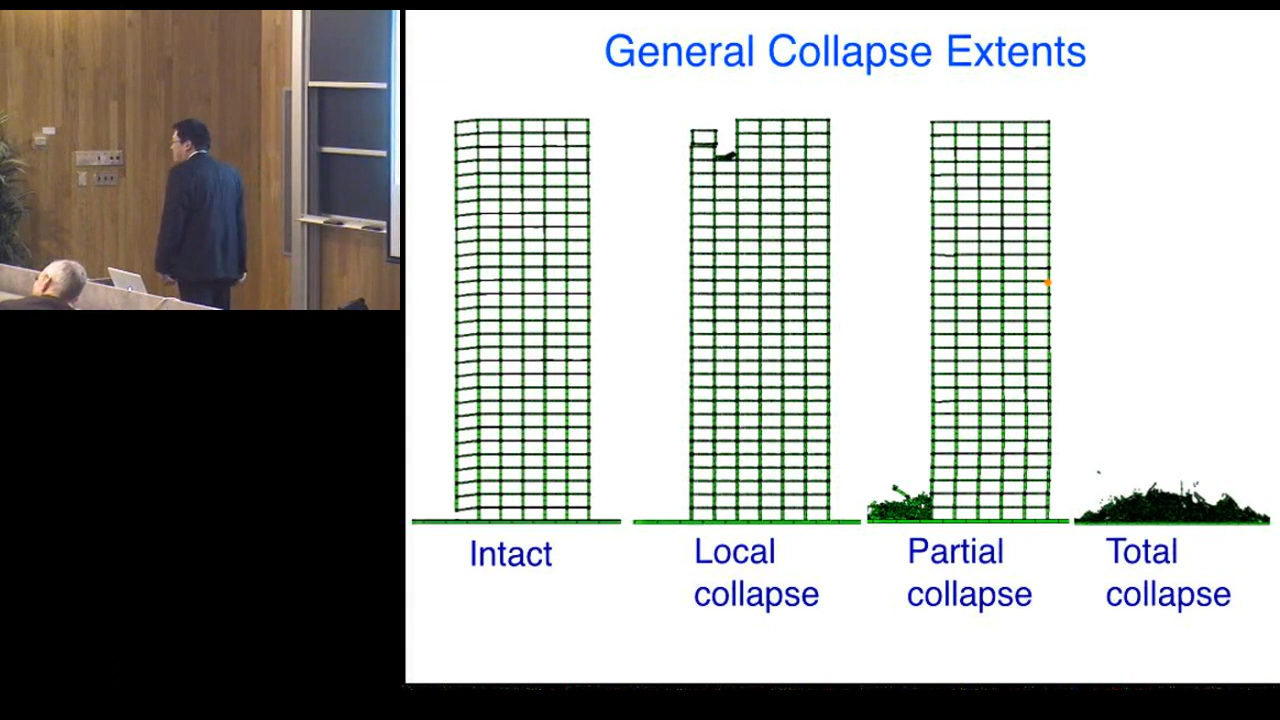 General Collapse Extents
Intact
Local
collapse
Partial
collapse
Total
collapse